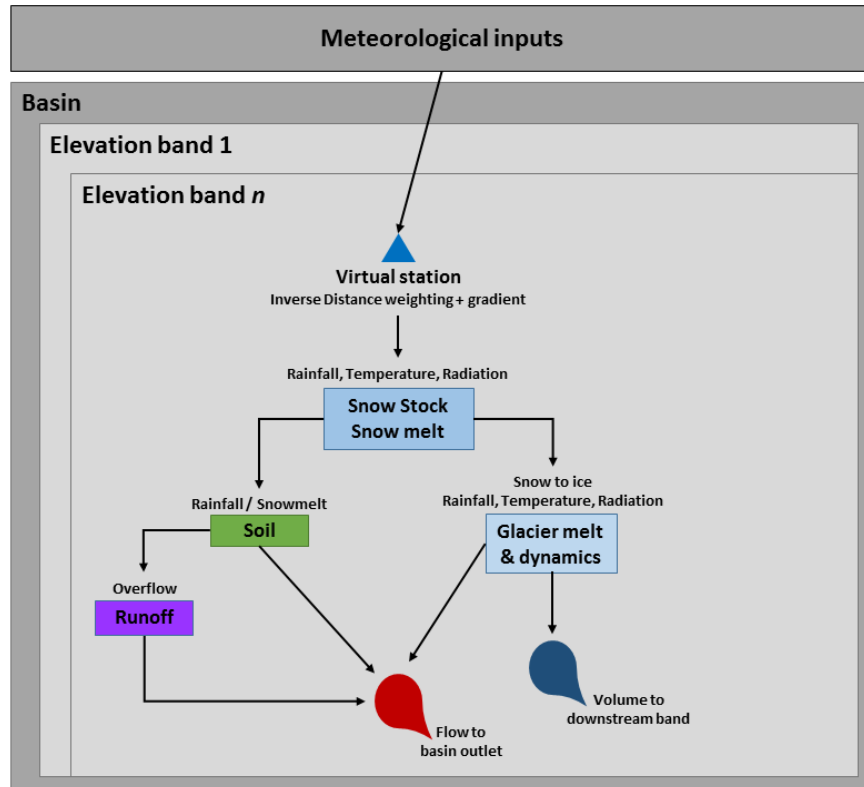 Meteorological inputs
Basin
Elevation band 1
Elevation band n
Virtual station
Inverse Distance weighting + gradient
Rainfall, Temperature, Radiation
Snow Stock
Snow melt
Snow to ice
Rainfall, Temperature, Radiation
Rainfall / Snowmelt
Soil
Glacier melt
& dynamics
Overflow
Runoff
Flow to
basin outlet
Volume to
downstream band